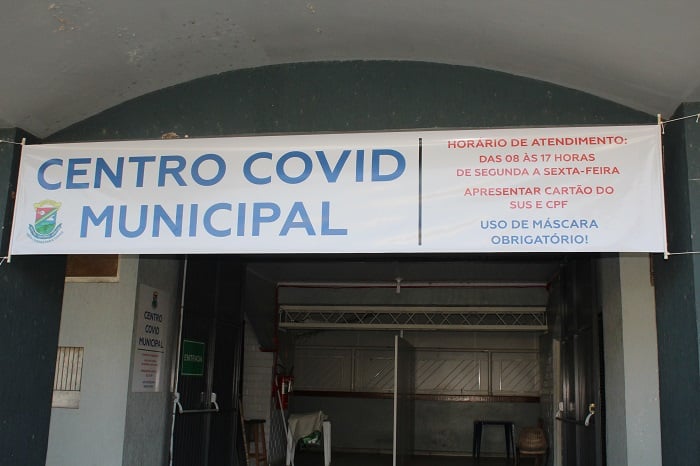 CENTRO COVID
MUNICIPAL
HORÁRIO DE ATENDIMENTO:
DAS 08 ÀS 17 HORAS
DE SEGUNDA A SEXTA-FEIRA
APRESENTAR CARTÃO DO
SUS E CPF
USO DE MÁSCARA
OBRIGATÓRIO!
CENTRO
COVID
MUNICIPAL
ENTRADA